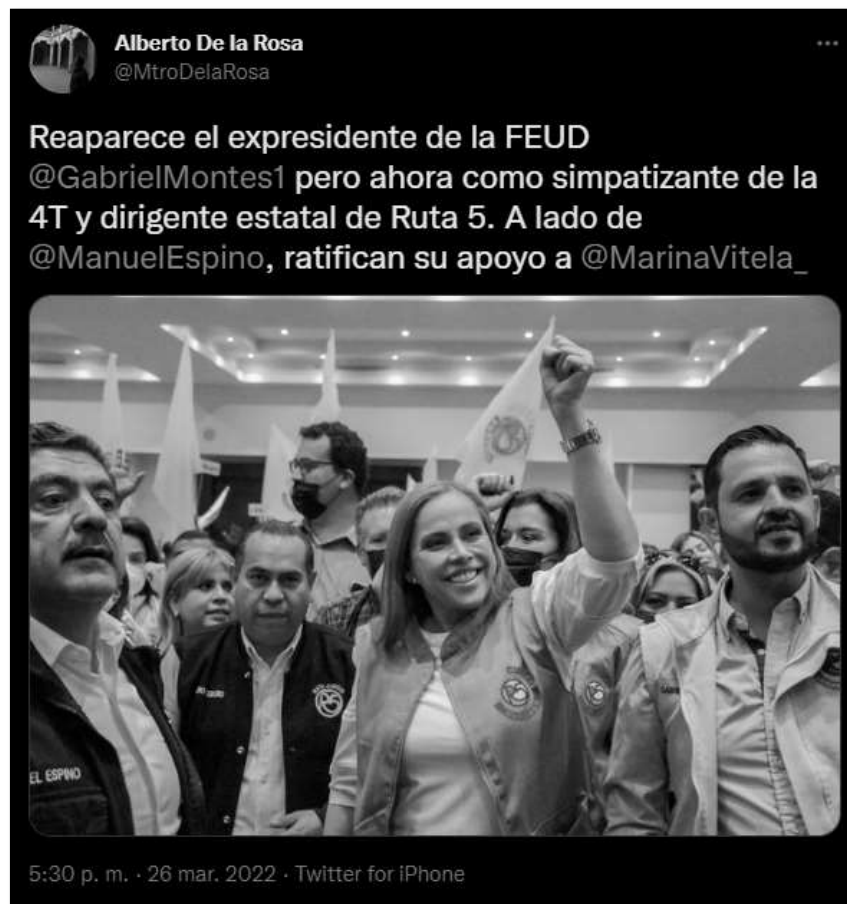 Alberto De la Rosa
@MtroDelaRosa
Reaparece el expresidente de la FEUD
@GabrielMontes1 pero ahora como simpatizante de la
4T y dirigente estatal de Ruta 5. A lado de
@ManuelEspino, ratifican su apoyo a @MarinaVitela_
EL ESPINO
5:30 p. m. · 26 mar. 2022 · Twitter for iPhone